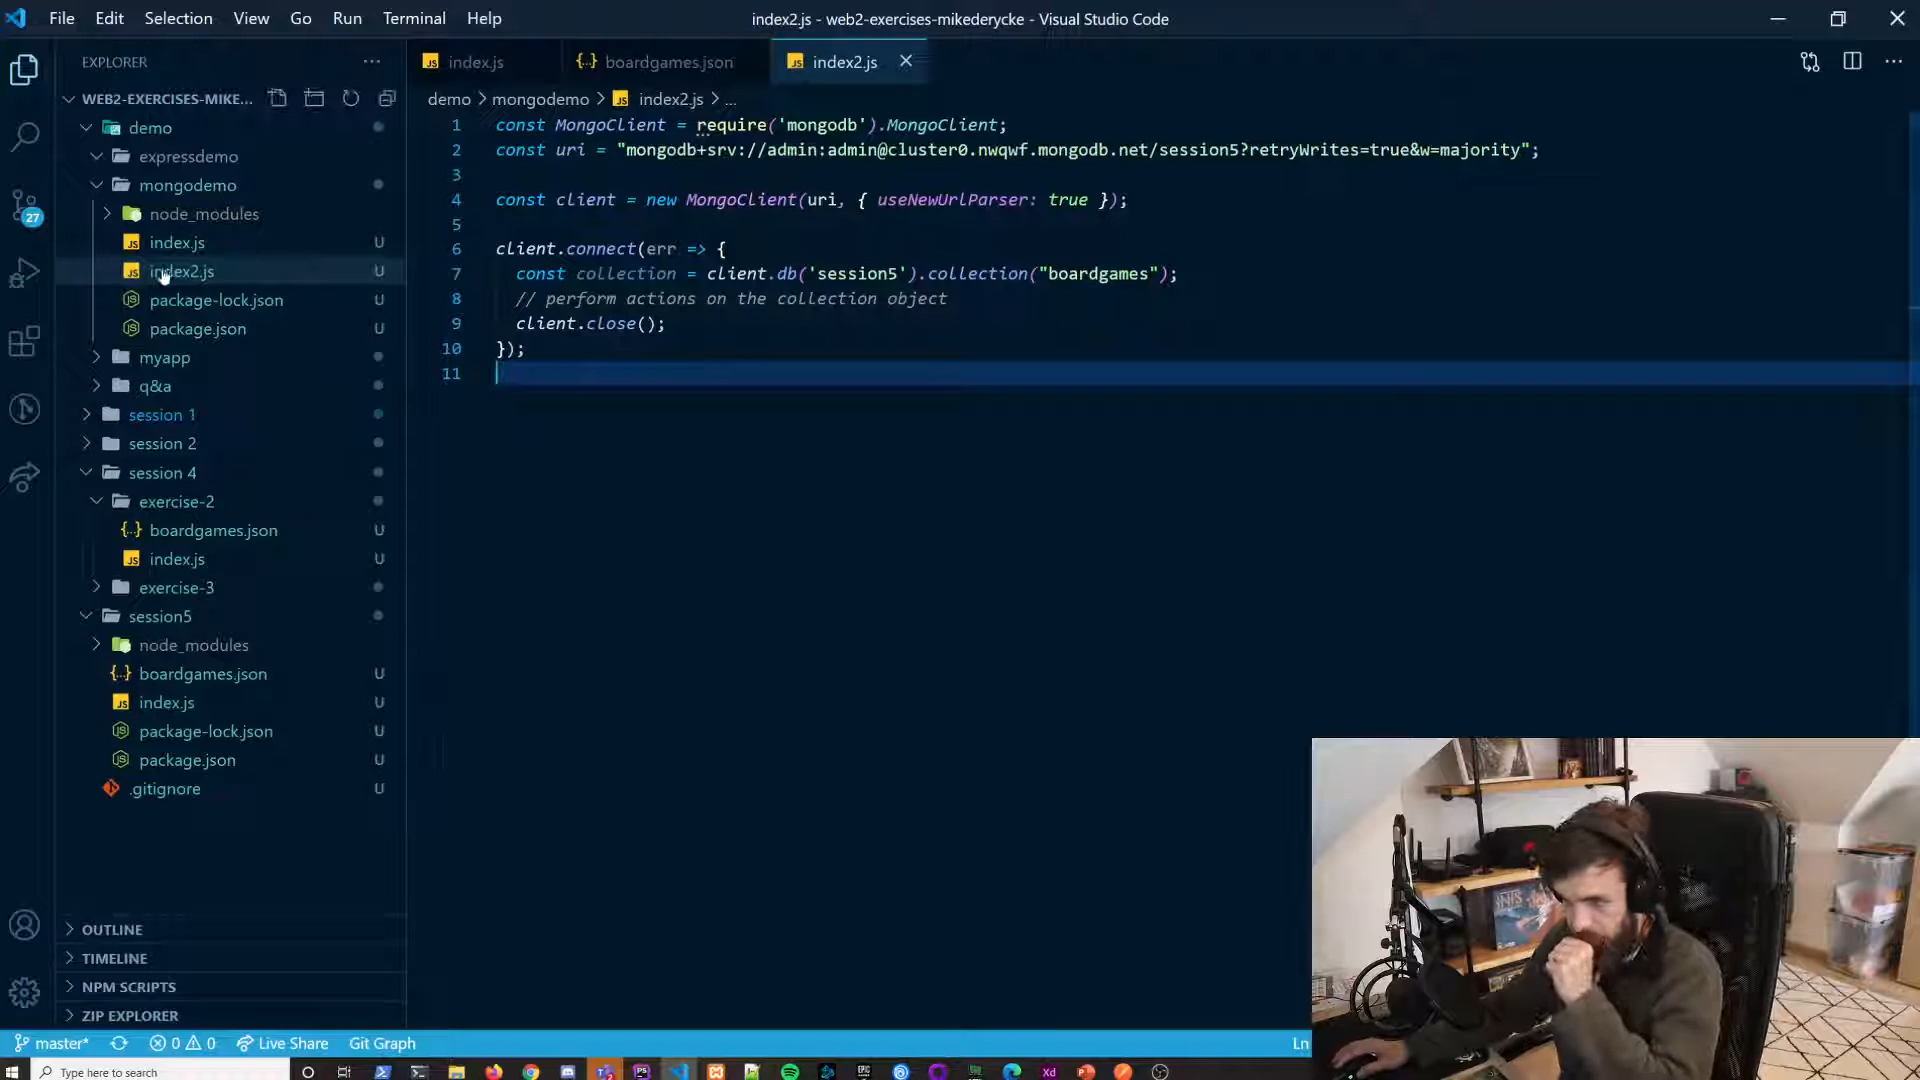 File Edit Selection View Go Run Terminal Help
index2.js - web2-exercises-mikederycke - Visual Studio Code
EXPLORER
index.js
boardgames.json
index2.js
WEB2-EXERCISES-MIKE...
demo
mongodemo
index2.js
...
demo
expressdemo
mongodemo
node_modules
index.js U
index2.js U
package-lock.json U
package.json U
myapp
q&a
session 1
session 2
session 4
exercise-2
boardgames.json U
index.js U
exercise-3
session5
node_modules
boardgames.json U
index.js U
package-lock.json U
package.json U
.gitignore U
27
1 const MongoClient = require('mongodb').MongoClient;
2 const uri = "mongodb+srv://admin:admin@cluster0.nwqwf.mongodb.net/session5?retryWrites=true&w=majority";
3
4 const client = new MongoClient(uri, { useNewUrlParser: true });
5
6 client.connect(err => {
7 const collection = client.db('session5').collection("boardgames");
8 // perform actions on the collection object
9 client.close();
10 });
11
OUTLINE
TIMELINE
NPM SCRIPTS
ZIP EXPLORER
master* 0 0 Live Share Git Graph Ln
Type here to search